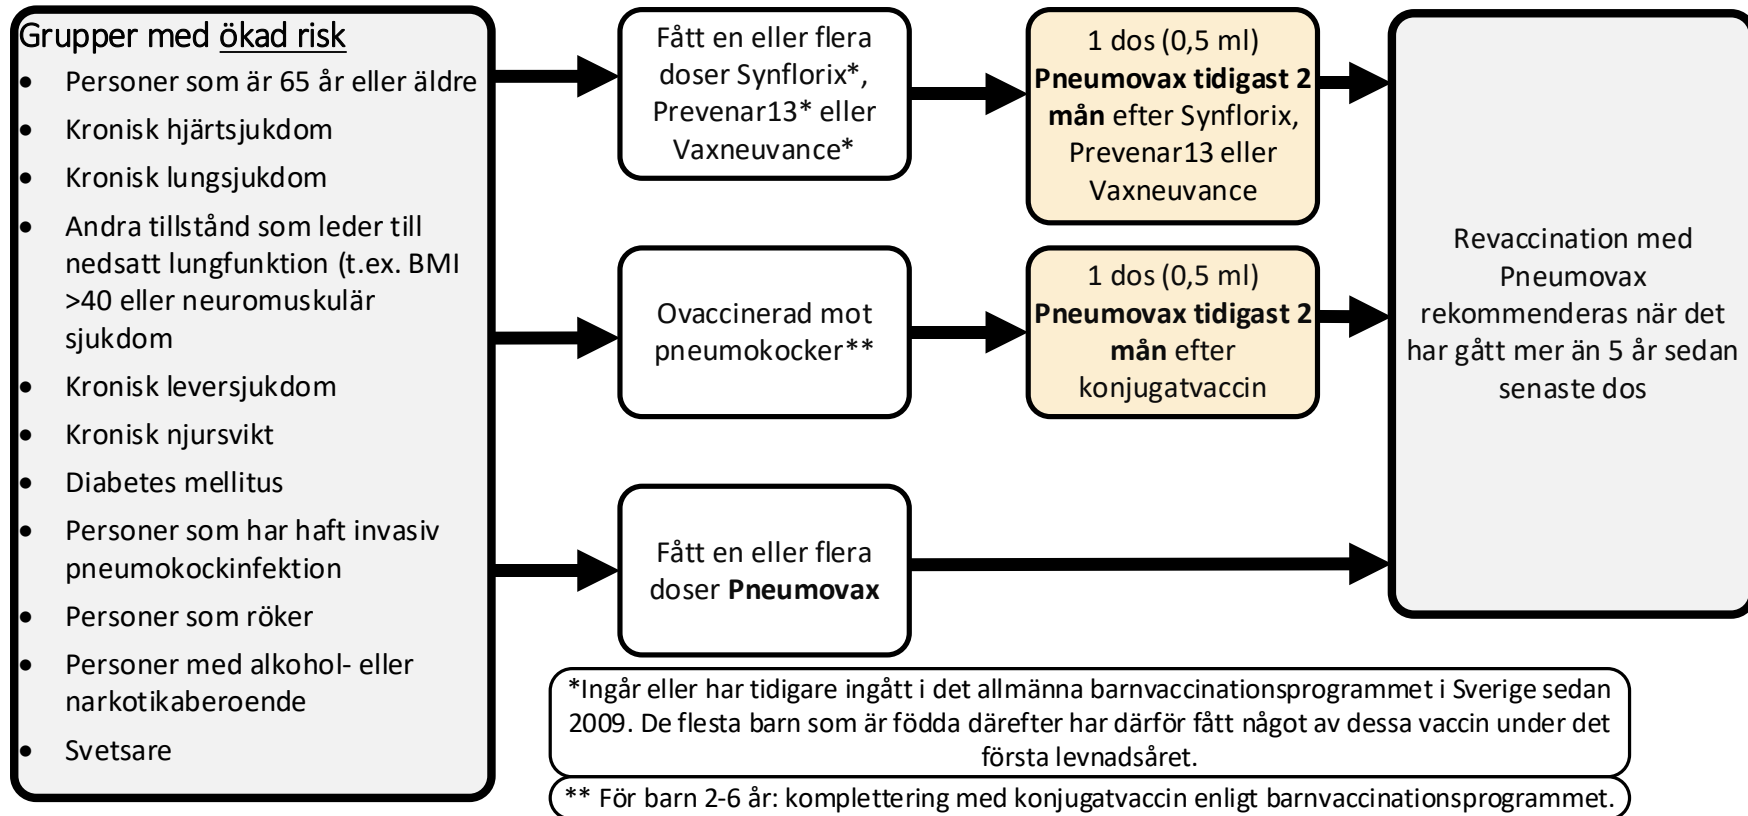 Grupper med ökad risk
• Personer som är 65 år eller äldre
• Kronisk hjärtsjukdom
• Kronisk lungsjukdom
• Andra tillstånd som leder till
nedsatt lungfunktion (t.ex. BMI
>40 eller neuromuskulär
sjukdom
• Kronisk leversjukdom
• Kronisk njursvikt
• Diabetes mellitus
• Personer som har haft invasiv
pneumokockinfektion
• Personer som röker
• Personer med alkohol- eller
narkotikaberoende
• Svetsare
Fått en eller flera
doser Synflorix*,
Prevenar13* eller
Vaxneuvance*
1 dos (0,5 ml)
Pneumovax tidigast 2
mån efter Synflorix,
Prevenar13 eller
Vaxneuvance
Ovaccinerad mot
pneumokocker**
1 dos (0,5 ml)
Pneumovax tidigast 2
mån efter
konjugatvaccin
Fått en eller flera
doser Pneumovax
Revaccination med
Pneumovax
rekommenderas när det
har gått mer än 5 år sedan
senaste dos
*Ingår eller har tidigare ingått i det allmänna barnvaccinationsprogrammet i Sverige sedan
2009. De flesta barn som är födda därefter har därför fått något av dessa vaccin under det
första levnadsåret.
** För barn 2-6 år: komplettering med konjugatvaccin enligt barnvaccinationsprogrammet.